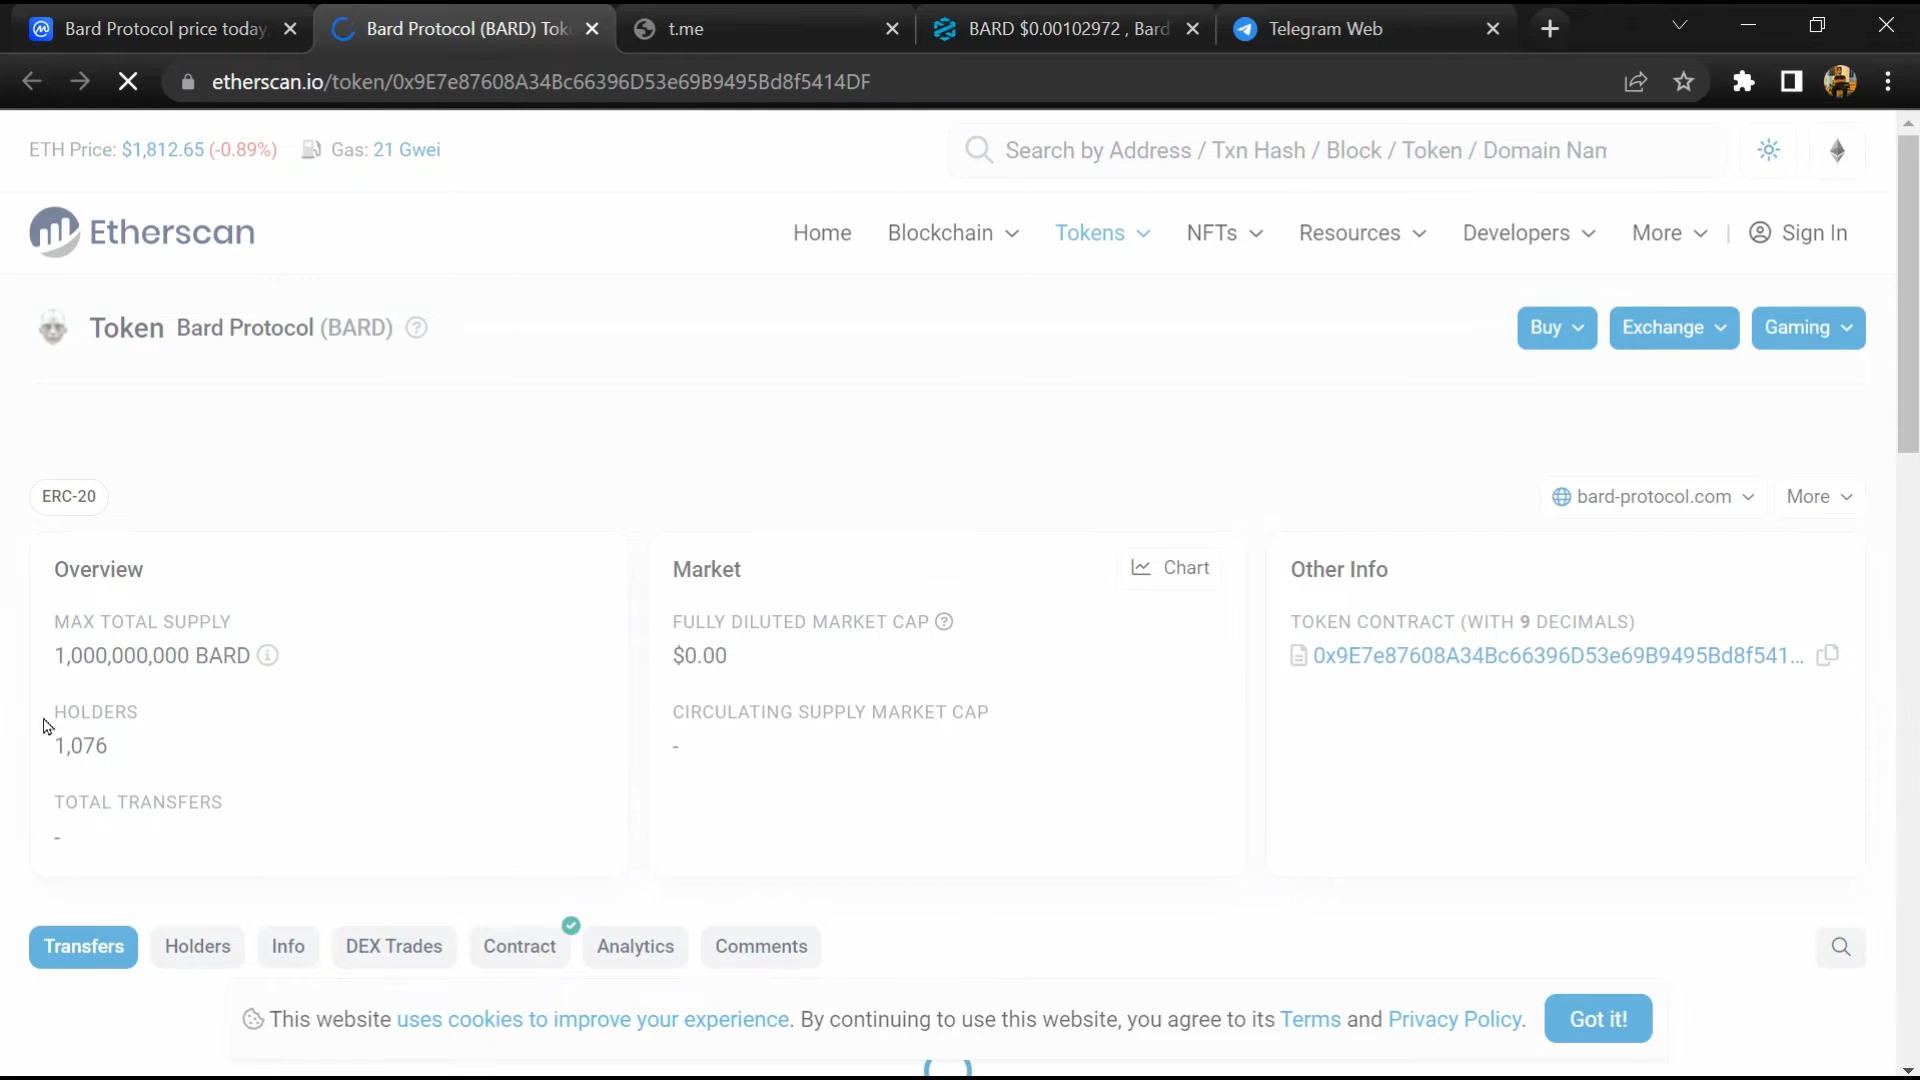 Bard Protocol price today,
Bard Protocol (BARD) Tok
t.me
BARD $0.00102972 , Bard
Telegram Web
etherscan.io/token/0x9E7e87608A34Bc66396D53e69B9495Bd8f5414DF
ETH Price: $1,812.65 (-0.89%) Gas: 21 Gwei
Search by Address / Txn Hash / Block / Token / Domain Nan
Etherscan
Home Blockchain Tokens NFTs Resources Developers More | Sign In
Token Bard Protocol (BARD)
Buy Exchange Gaming
ERC-20
bard-protocol.com More
Overview
MAX TOTAL SUPPLY
1,000,000,000 BARD
HOLDERS
1,076
TOTAL TRANSFERS
-
Market
Chart
FULLY DILUTED MARKET CAP
$0.00
CIRCULATING SUPPLY MARKET CAP
-
Other Info
TOKEN CONTRACT (WITH 9 DECIMALS)
0x9E7e87608A34Bc66396D53e69B9495Bd8f541...
Transfers Holders Info DEX Trades Contract Analytics Comments
This website uses cookies to improve your experience. By continuing to use this website, you agree to its Terms and Privacy Policy.
Got it!